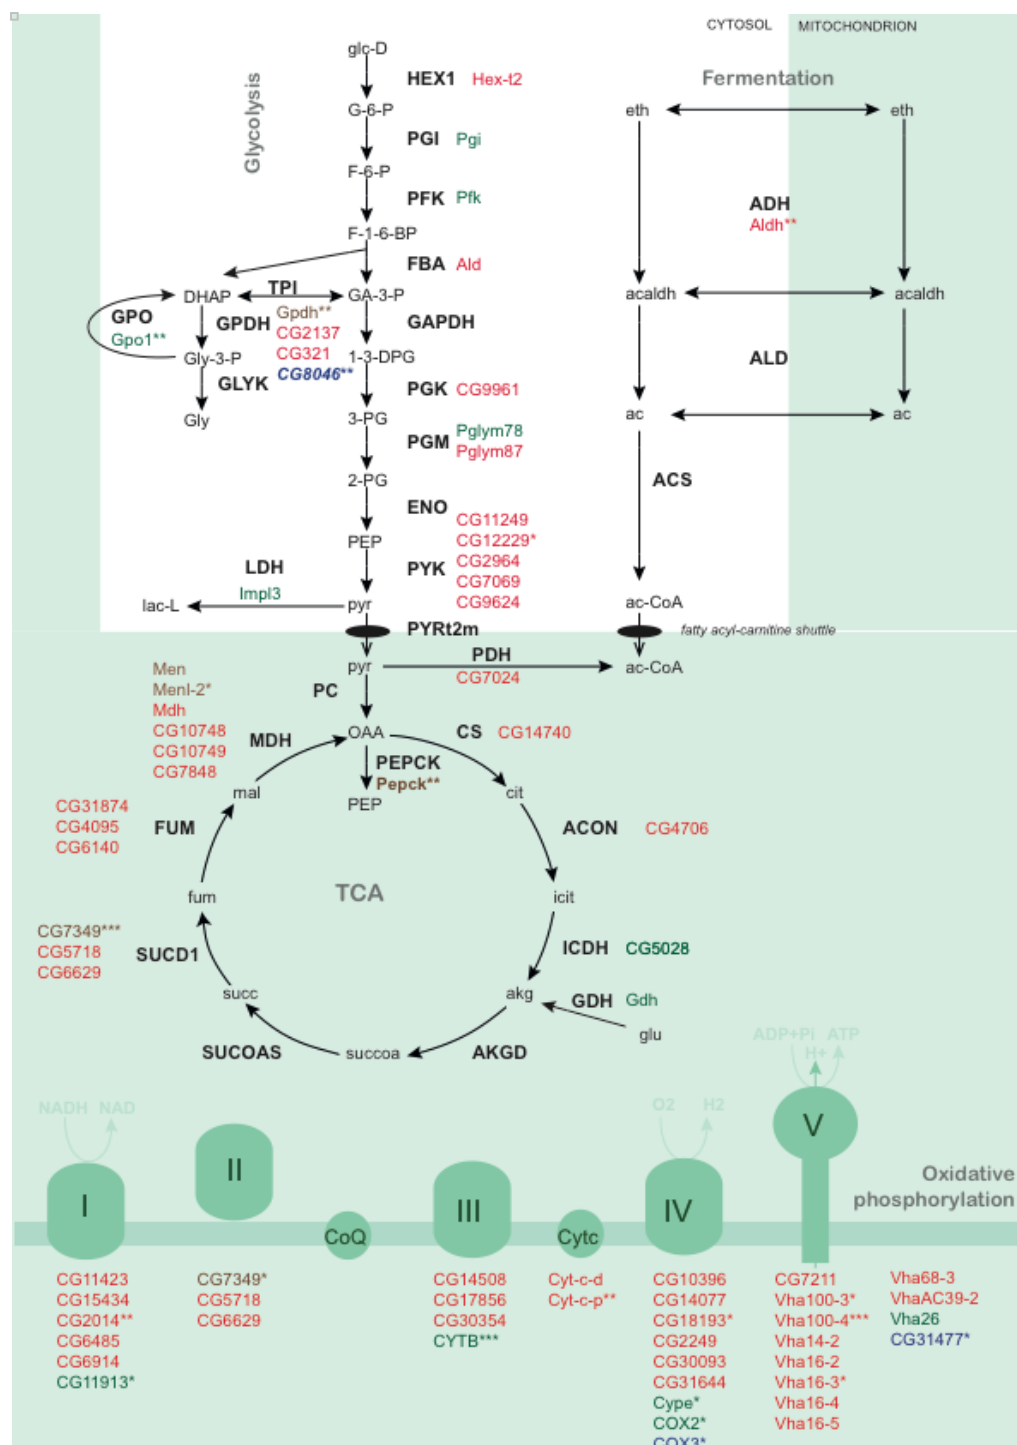 CYTOSOL
MITOCHONDRION
glc-D
HEX1 Hex-t2
Glycolysis
Fermentation
G-6-P
eth
eth
PGI Pgi
F-6-P
PFK Pfk
ADH
Aldh**
F-1-6-BP
FBA Ald
TPI
DHAP
GA-3-P
acaldh
acaldh
GPO
Gpo1**
GPDH
Gpdh**
CG2137
CG321
CG8046**
GAPDH
Gly-3-P
1-3-DPG
ALD
GLYK
PGK CG9961
Gly
3-PG
ac
ac
PGM
Pglym78
Pglym87
2-PG
ACS
ENO
PEP
CG11249
CG12229*
CG2964
CG7069
CG9624
PYK
LDH
Impl3
lac-L
pyr
ac-CoA
PYRt2m
fatty acyl-carnitine shuttle
pyr
PDH
CG7024
ac-CoA
Men
Menl-2*
Mdh
CG10748
CG10749
CG7848
PC
MDH
OAA
CS CG14740
PEPCK
Pepck**
PEP
mal
cit
CG31874
CG4095
CG6140
FUM
ACON CG4706
TCA
fum
icit
CG7349***
CG5718
CG6629
SUCD1
ICDH CG5028
succ
akg
GDH Gdh
glu
SUCOAS
succoa
AKGD
ADP+Pi ATP
H+
NADH NAD
O2 H2
I
II
III
IV
V
CoQ
Cytc
Oxidative
phosphorylation
CG11423
CG15434
CG2014**
CG6485
CG6914
CG11913*
CG7349*
CG5718
CG6629
CG14508
CG17856
CG30354
CYTB***
Cyt-c-d
Cyt-c-p**
CG10396
CG14077
CG18193*
CG2249
CG30093
CG31644
Cype*
COX2*
COX3*
CG7211
Vha100-3*
Vha100-4***
Vha14-2
Vha16-2
Vha16-3*
Vha16-4
Vha16-5
Vha68-3
VhaAC39-2
Vha26
CG31477*